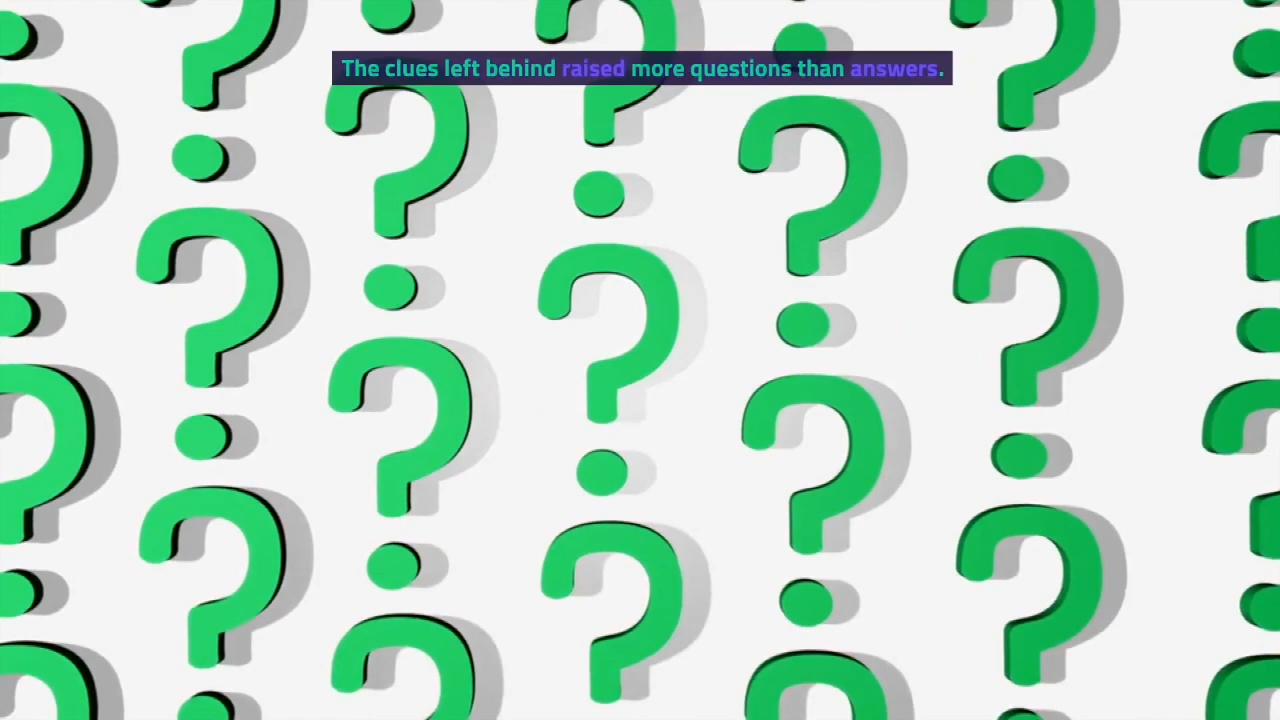 The clues left behind raised more questions than answers.